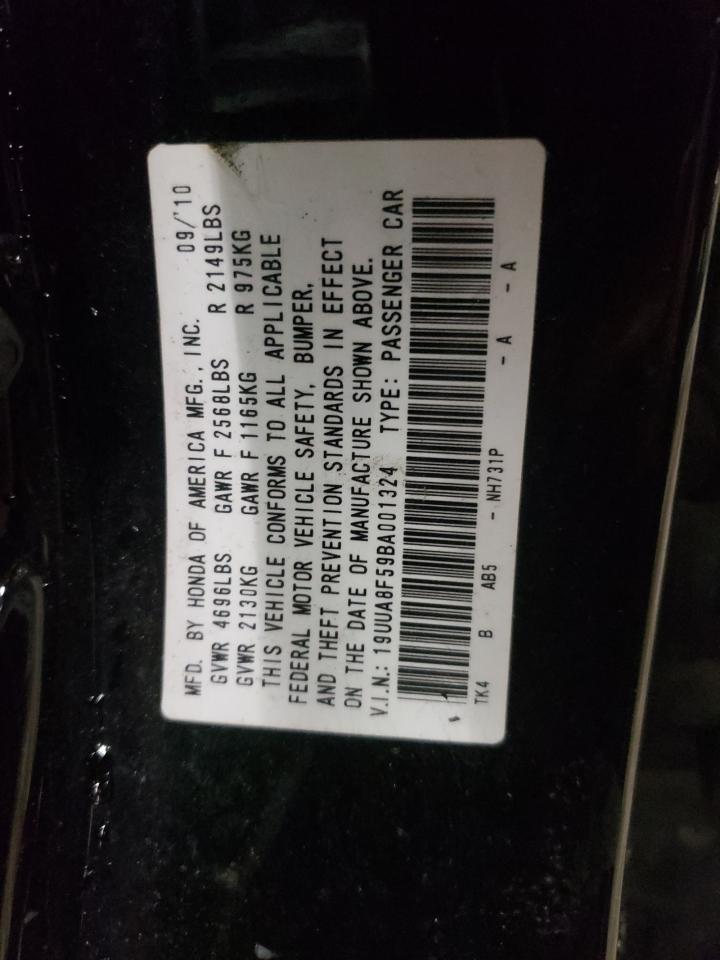 MFD. BY HONDA OF AMERICA MFG., INC. 09/'10
GVWR 4696LBS GAWR F 2568LBS R 2149LBS
GVWR 2130KG GAWR F 1165KG R 975KG
THIS VEHICLE CONFORMS TO ALL APPLICABLE
FEDERAL MOTOR VEHICLE SAFETY, BUMPER,
AND THEFT PREVENTION STANDARDS IN EFFECT
ON THE DATE OF MANUFACTURE SHOWN ABOVE.
V.I.N.: 19UUA8F59BA001324 TYPE: PASSENGER CAR
TK4 B AB5 - NH731P - A - A